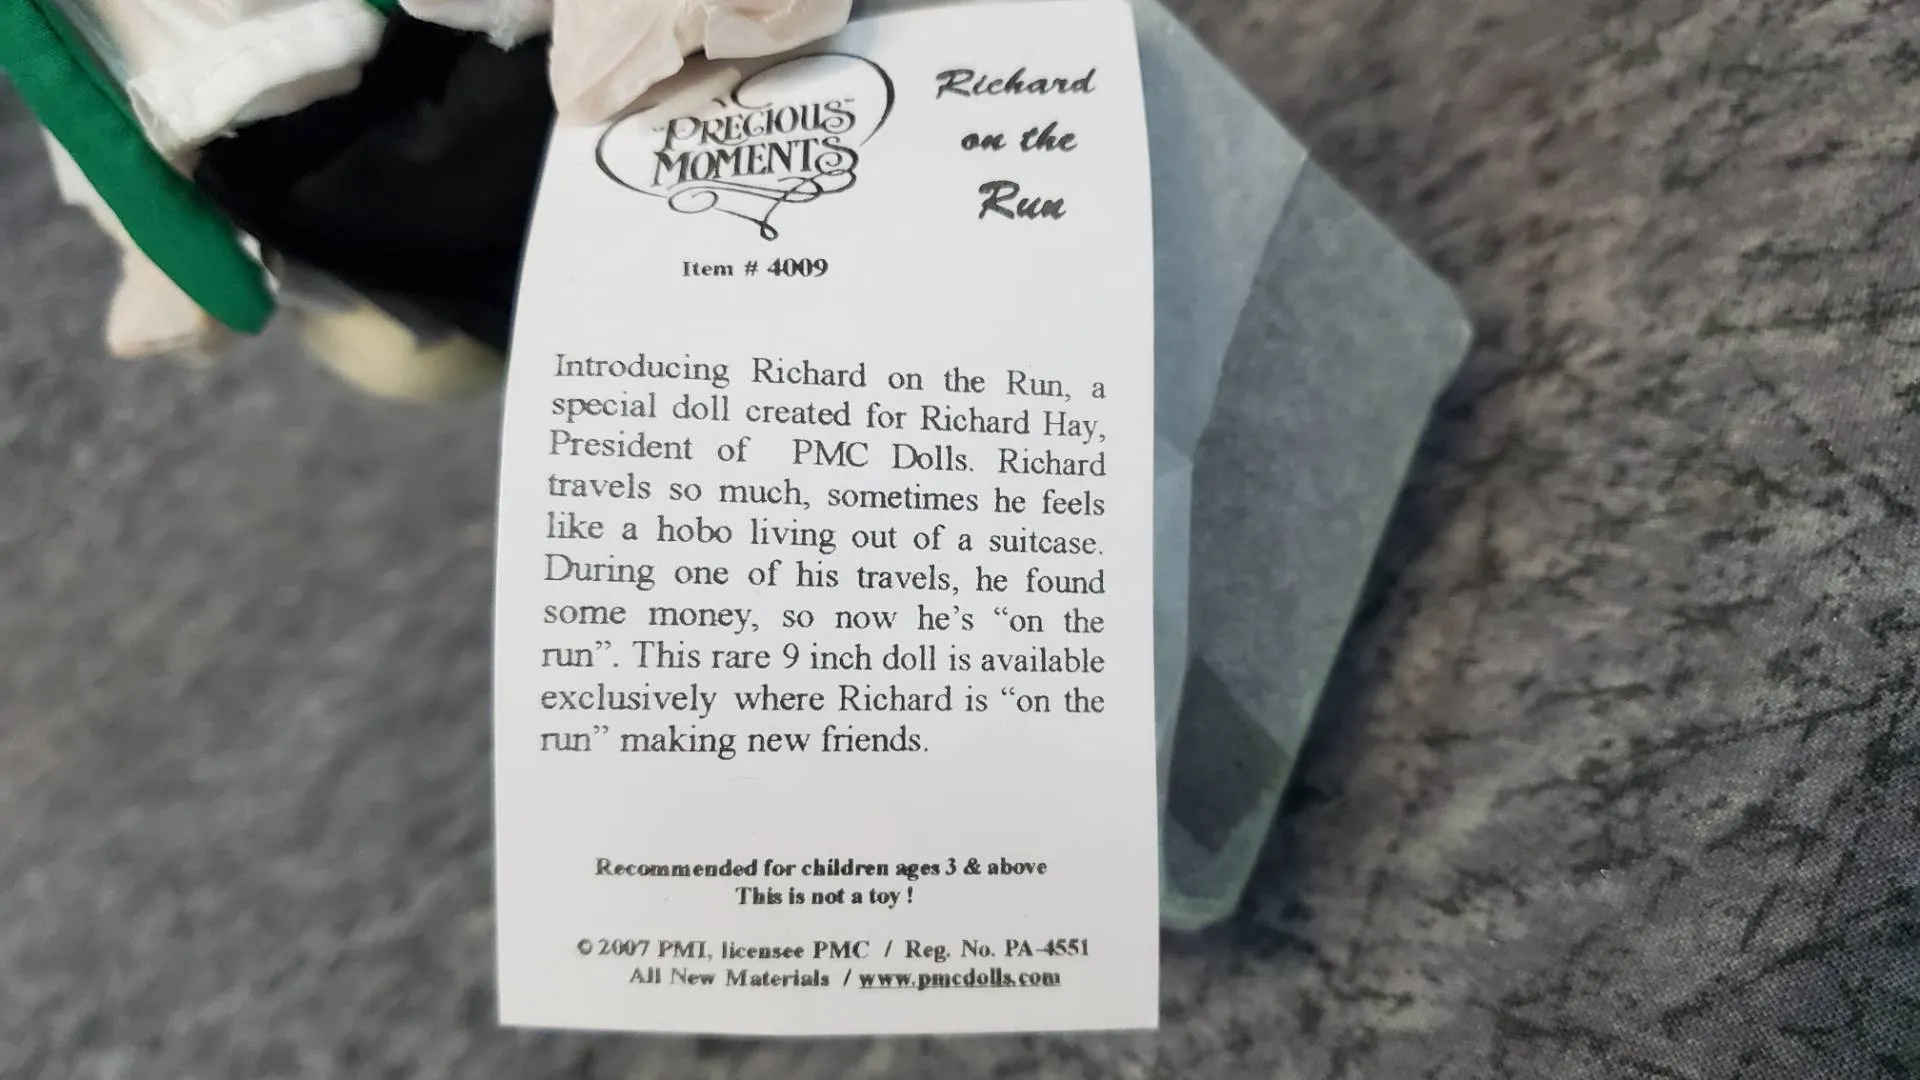 "PRECIOUS
MOMENTS
Richard
on the
Run
Item # 4009
Introducing Richard on the Run, a
special doll created for Richard Hay,
President of PMC Dolls. Richard
travels so much, sometimes he feels
like a hobo living out of a suitcase.
During one of his travels, he found
some money, so now he's “on the
run”. This rare 9 inch doll is available
exclusively where Richard is “on the
run” making new friends.
Recommended for children ages 3 & above
This is not a toy !
© 2007 PMI, licensee PMC / Reg. No. PA-4551
All New Materials / www.pmcdolls.com